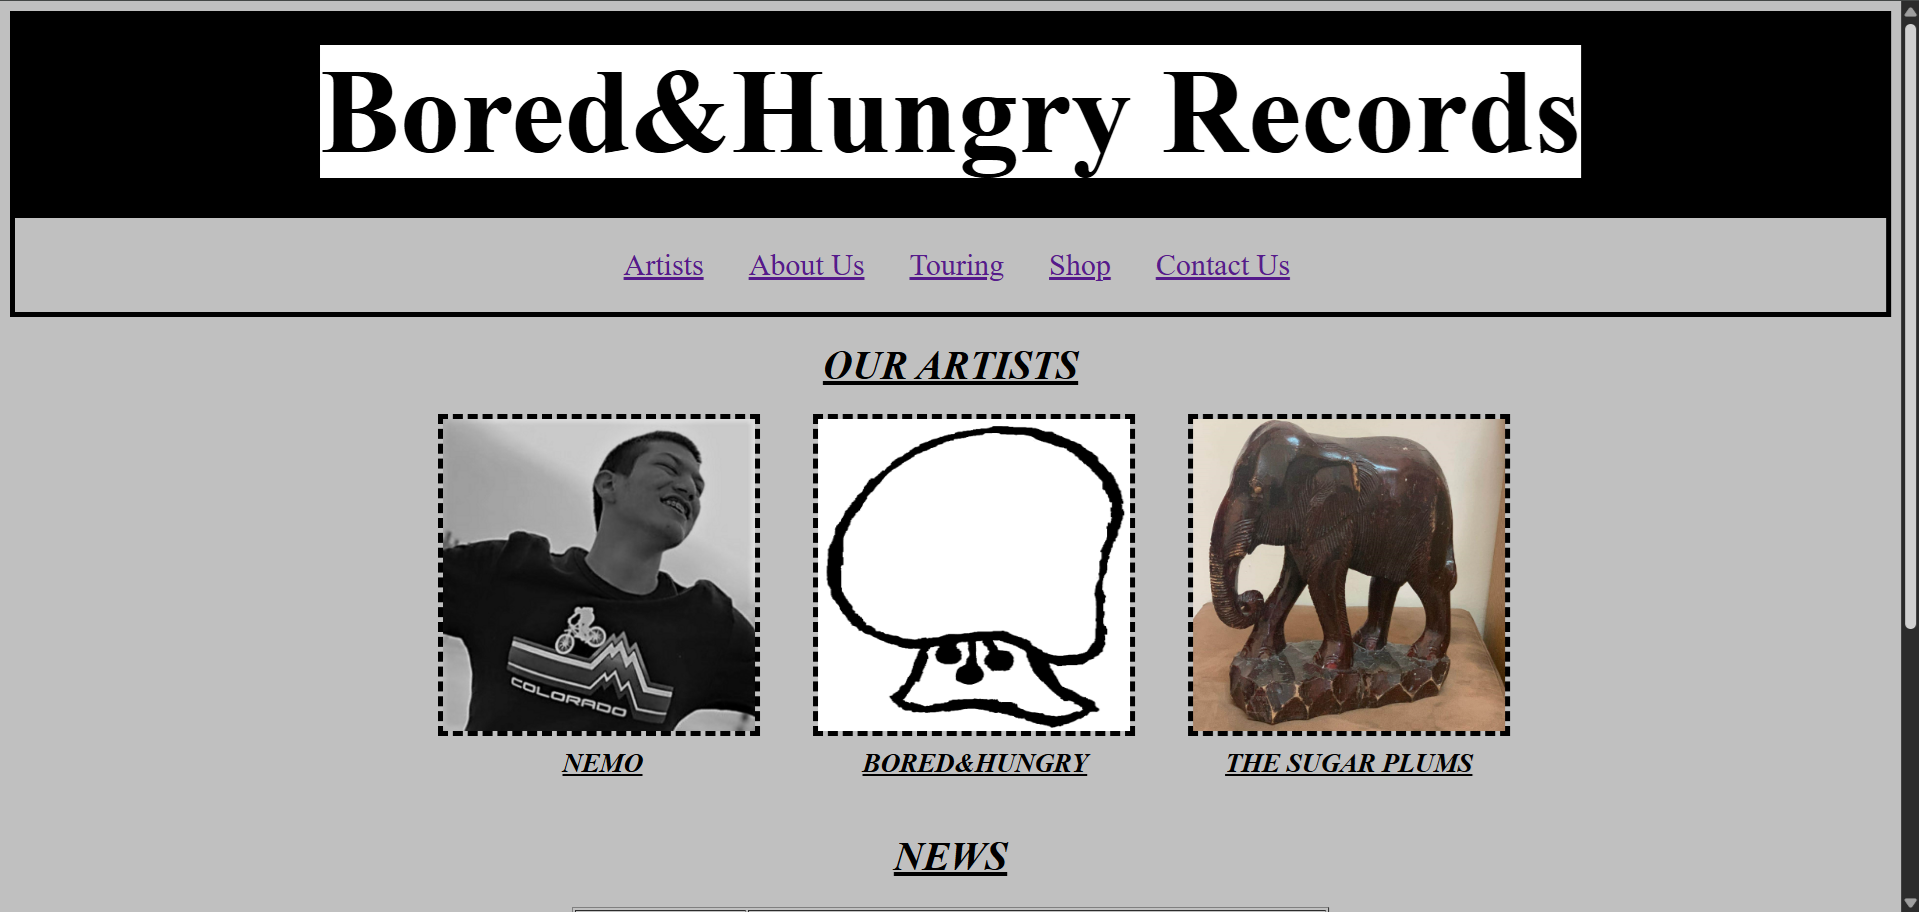 Bored&Hungry Records
Artists About Us Touring Shop Contact Us
OUR ARTISTS
COLORADO
NEMO BORED&HUNGRY THE SUGAR PLUMS
NEWS